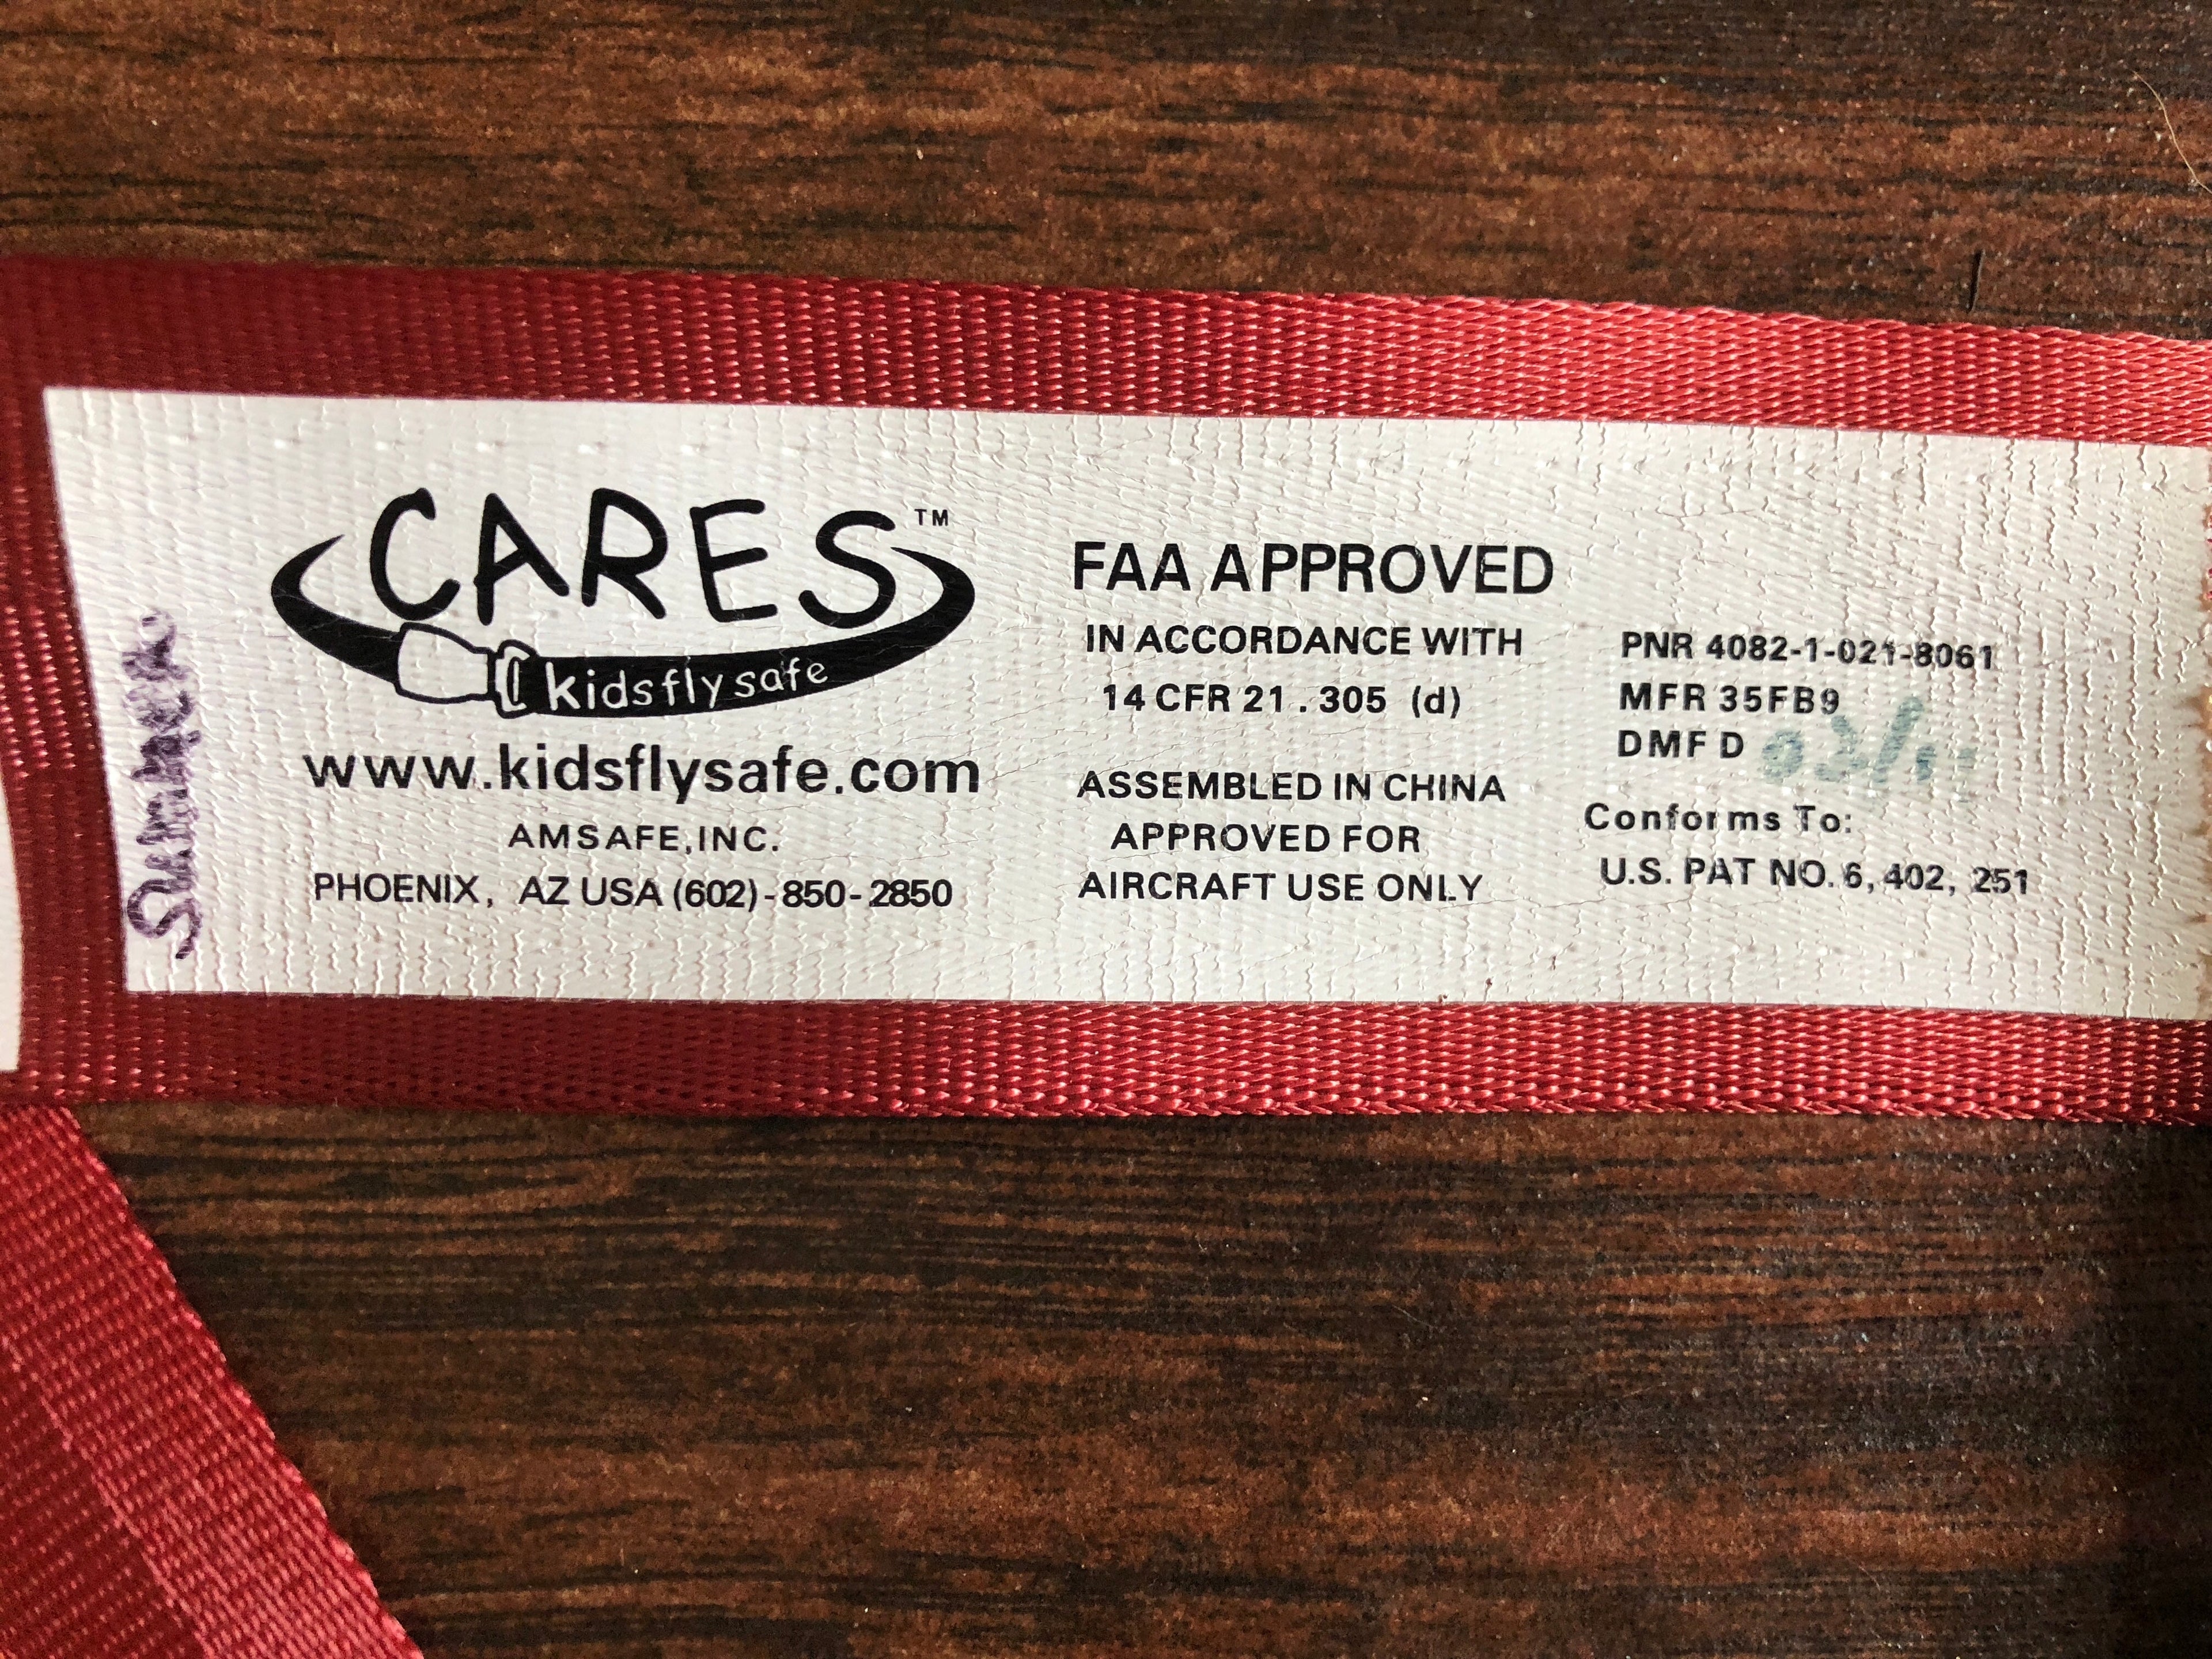 CARES™
kidsflysafe
www.kidsflysafe.com
AMSAFE,INC.
PHOENIX, AZ USA (602)-850-2850
FAA APPROVED
IN ACCORDANCE WITH
14 CFR 21.305 (d)
ASSEMBLED IN CHINA
APPROVED FOR
AIRCRAFT USE ONLY
PNR 4082-1-021-8061
MFR 35FB9
DMF D
Conforms To:
U.S. PAT NO. 6,402, 251